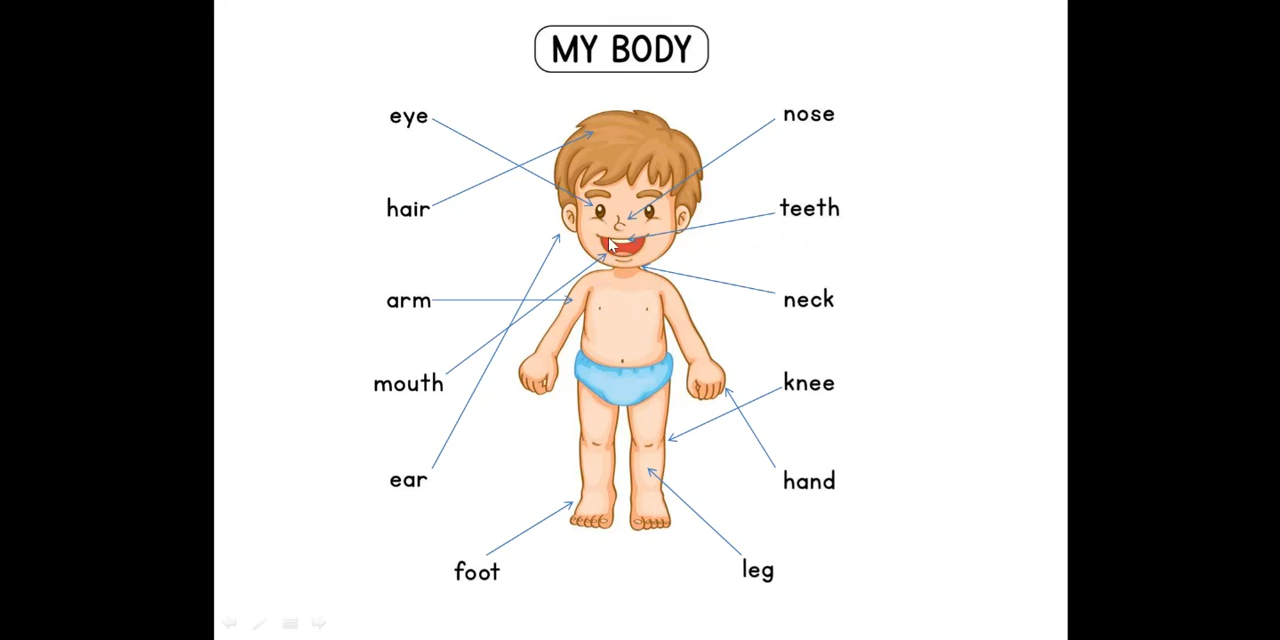 MY BODY
eye
nose
hair
teeth
arm
neck
mouth
knee
ear
hand
foot
leg